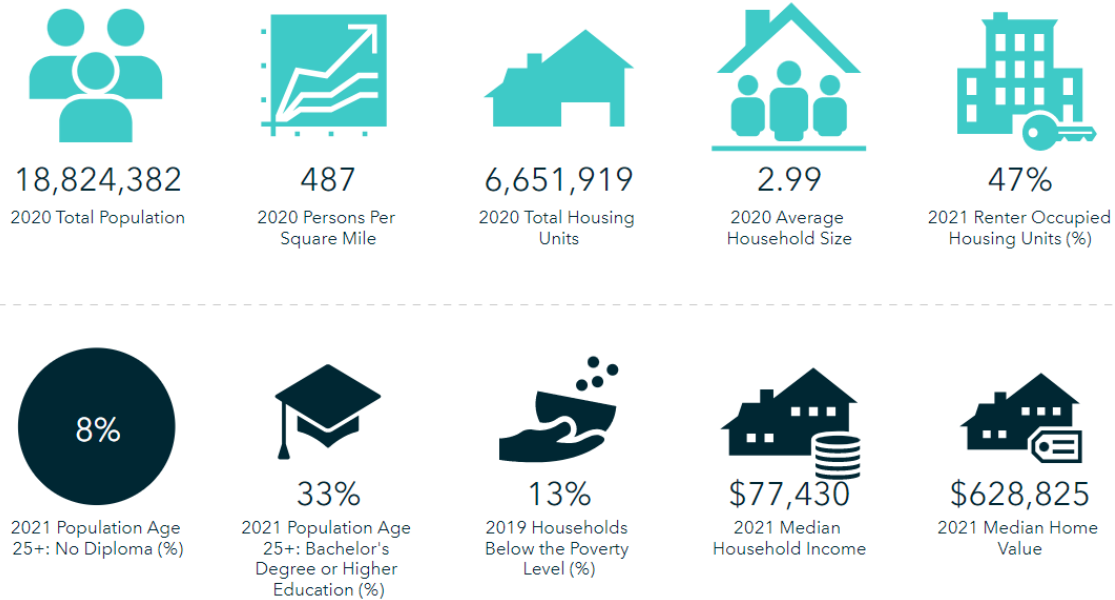 18,824,382
2020 Total Population
487
2020 Persons Per
Square Mile
6,651,919
2020 Total Housing
Units
2.99
2020 Average
Household Size
47%
2021 Renter Occupied
Housing Units (%)
8%
2021 Population Age
25+: No Diploma (%)
33%
2021 Population Age
25+: Bachelor's
Degree or Higher
Education (%)
13%
2019 Households
Below the Poverty
Level (%)
$77,430
2021 Median
Household Income
$628,825
2021 Median Home
Value